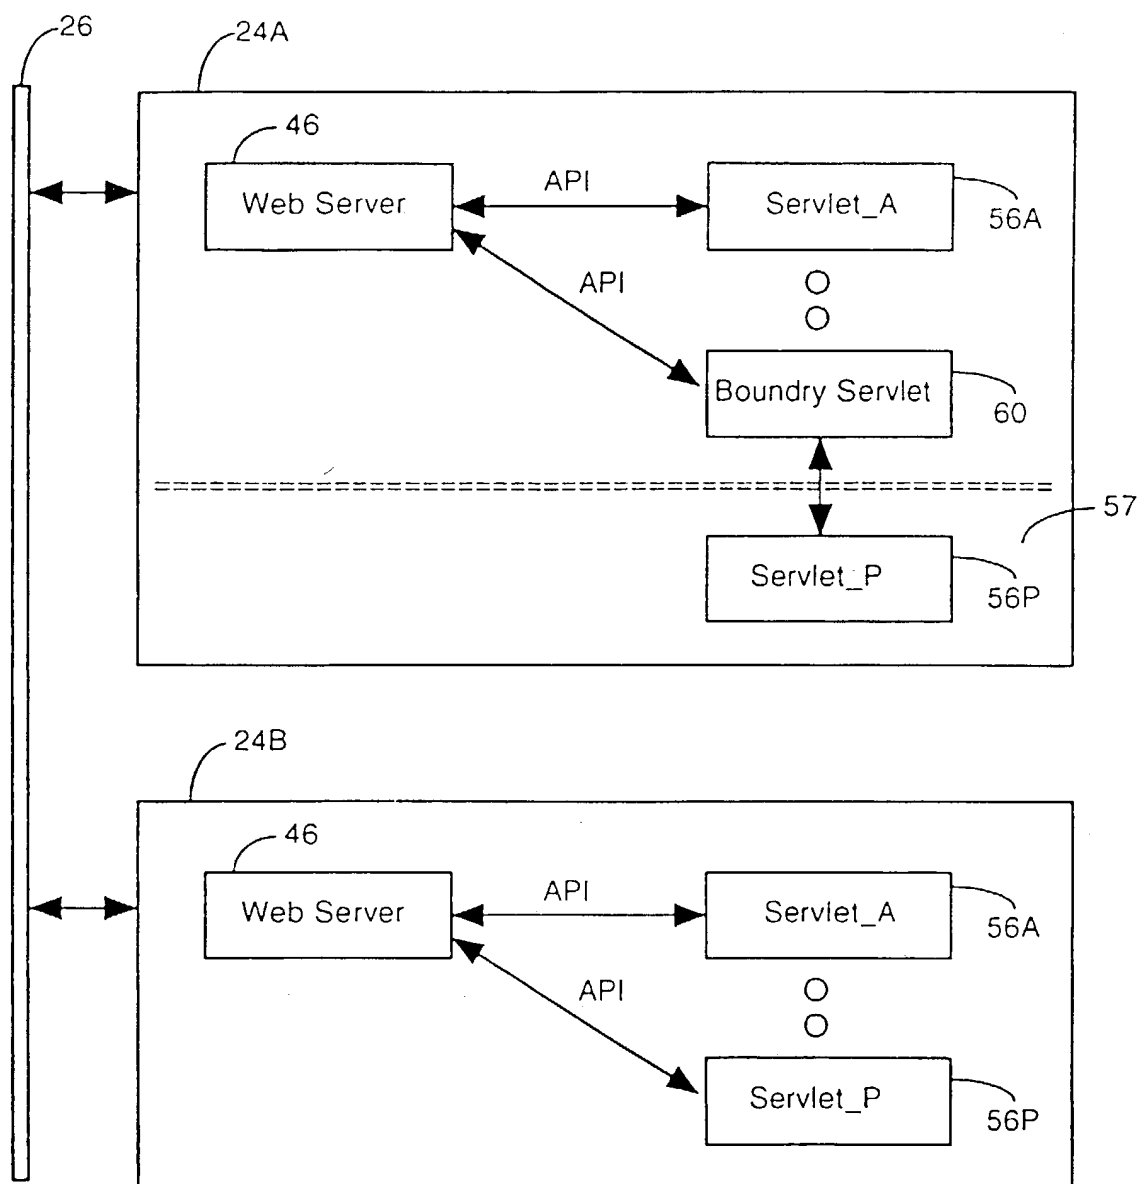 26
24A
46
Web Server
API
Servlet_A
56A
API
Boundry Servlet
60
57
Servlet_P
56P
24B
46
Web Server
API
Servlet_A
56A
API
Servlet_P
56P